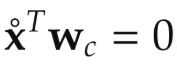 x̊ᵀw_c = 0